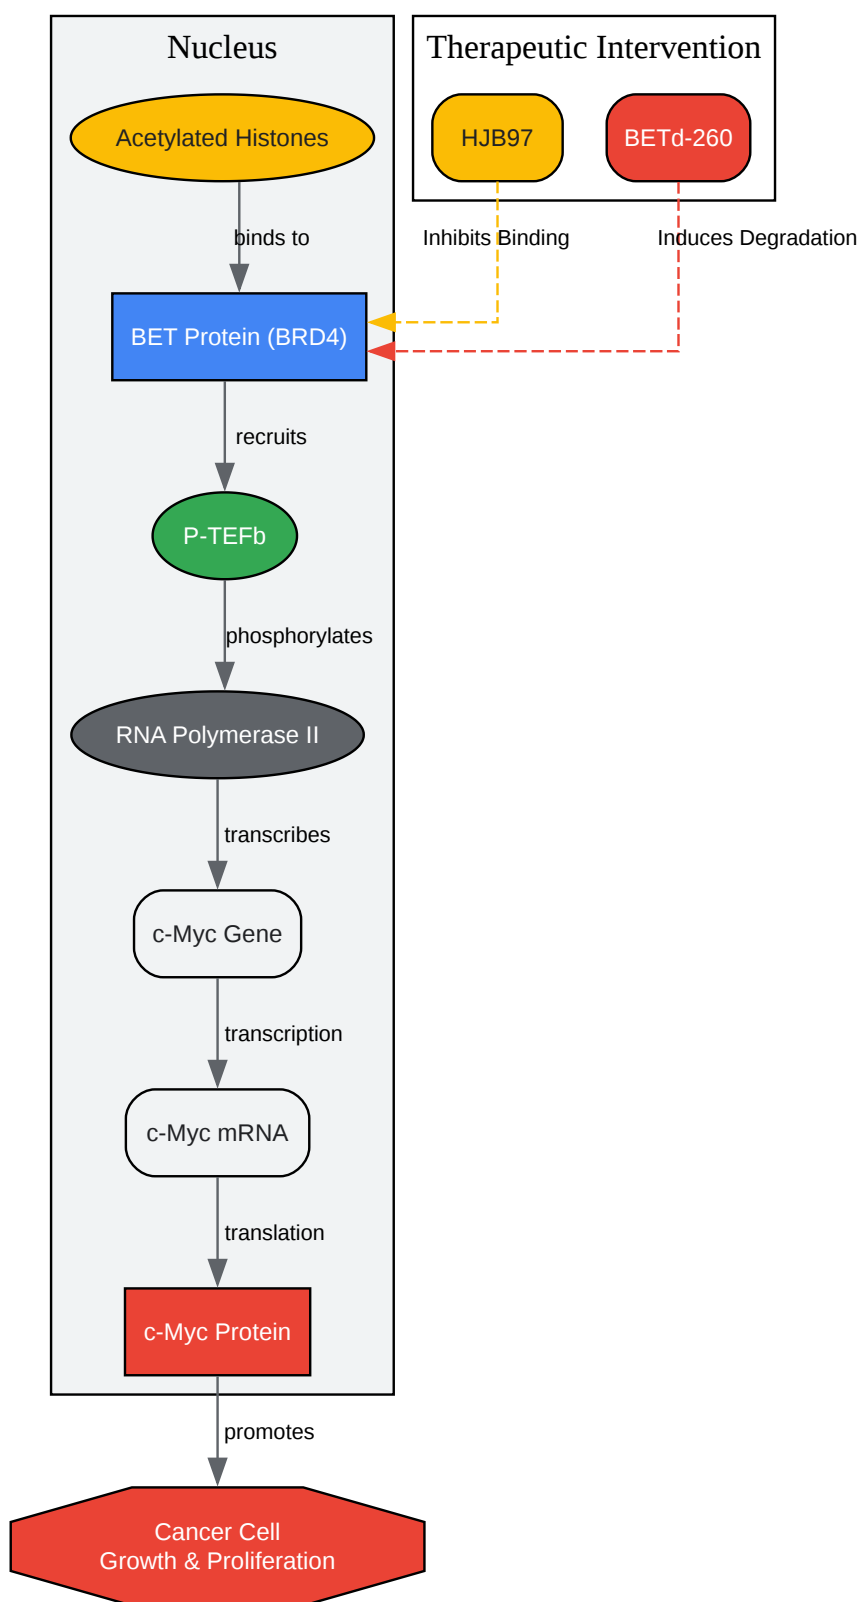 Nucleus
Therapeutic Intervention
Acetylated Histones
HJB97
BETd-260
binds to
Inhibits Binding
Induces Degradation
BET Protein (BRD4)
recruits
P-TEFb
phosphorylates
RNA Polymerase II
transcribes
c-Myc Gene
transcription
c-Myc mRNA
translation
c-Myc Protein
promotes
Cancer Cell
Growth & Proliferation